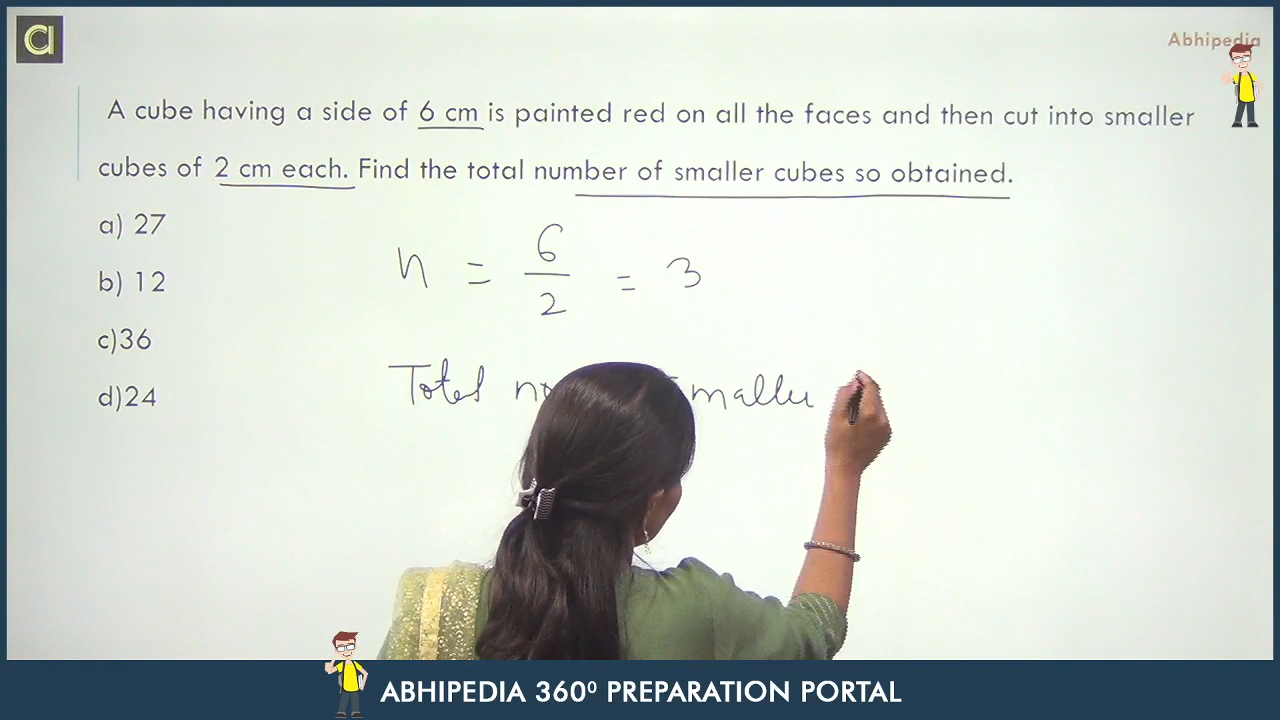 a
Abhipedia
A cube having a side of 6 cm is painted red on all the faces and then cut into smaller
cubes of 2 cm each. Find the total number of smaller cubes so obtained.
a) 27
b) 12
c)36
d)24
n = 6/2 = 3
Total no smaller
ABHIPEDIA 360⁰ PREPARATION PORTAL